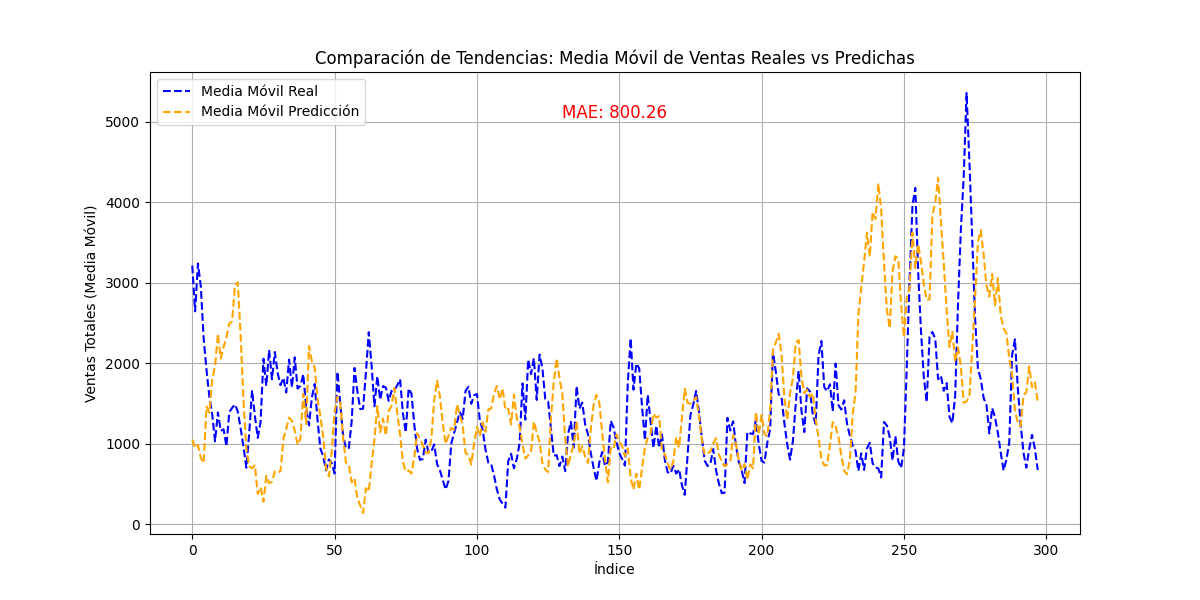 Comparación de Tendencias: Media Móvil de Ventas Reales vs Predichas
Media Móvil Real
Media Móvil Predicción
MAE: 800.26
Ventas Totales (Media Móvil)
5000
4000
3000
2000
1000
0
0 50 100 150 200 250 300
Índice